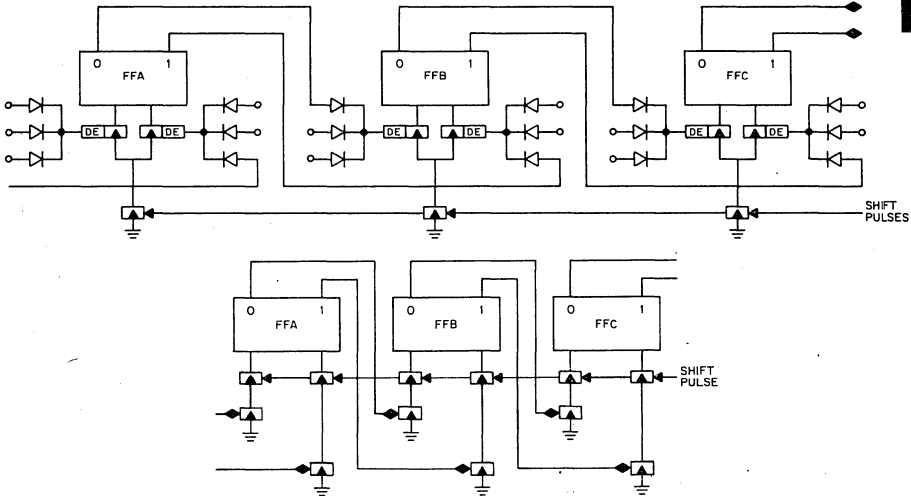 0 1
FFA
0 1
FFB
0 1
FFC
DE DE
DE DE
DE DE
SHIFT
PULSES
0 1
FFA
0 1
FFB
0 1
FFC
SHIFT
PULSE